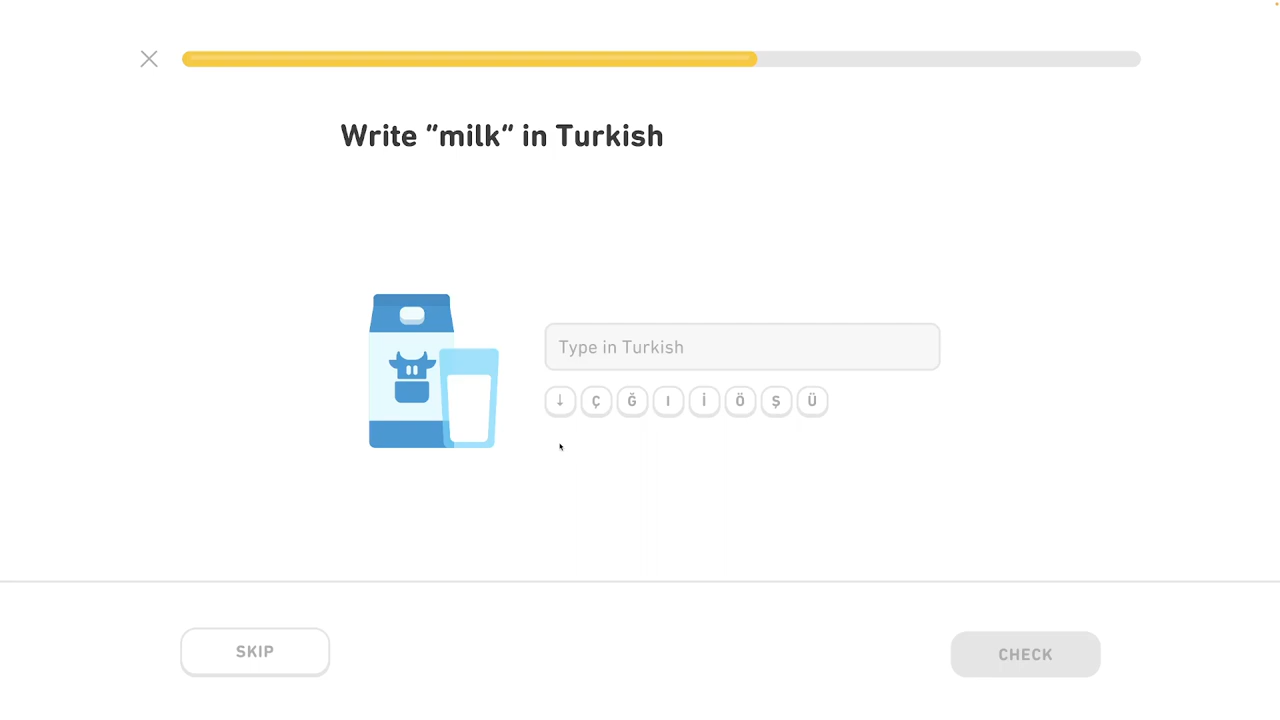 Write "milk" in Turkish
Type in Turkish
↓ Ç Ğ I İ Ö Ş Ü
SKIP
CHECK